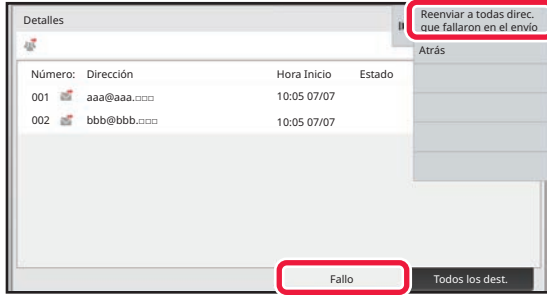 Detalles
Reenviar a todas direc.
que fallaron en el envío
Atrás
Número: Dirección Hora Inicio Estado
001 aaa@aaa.□□□ 10:05 07/07
002 bbb@bbb.□□□ 10:05 07/07
Fallo Todos los dest.